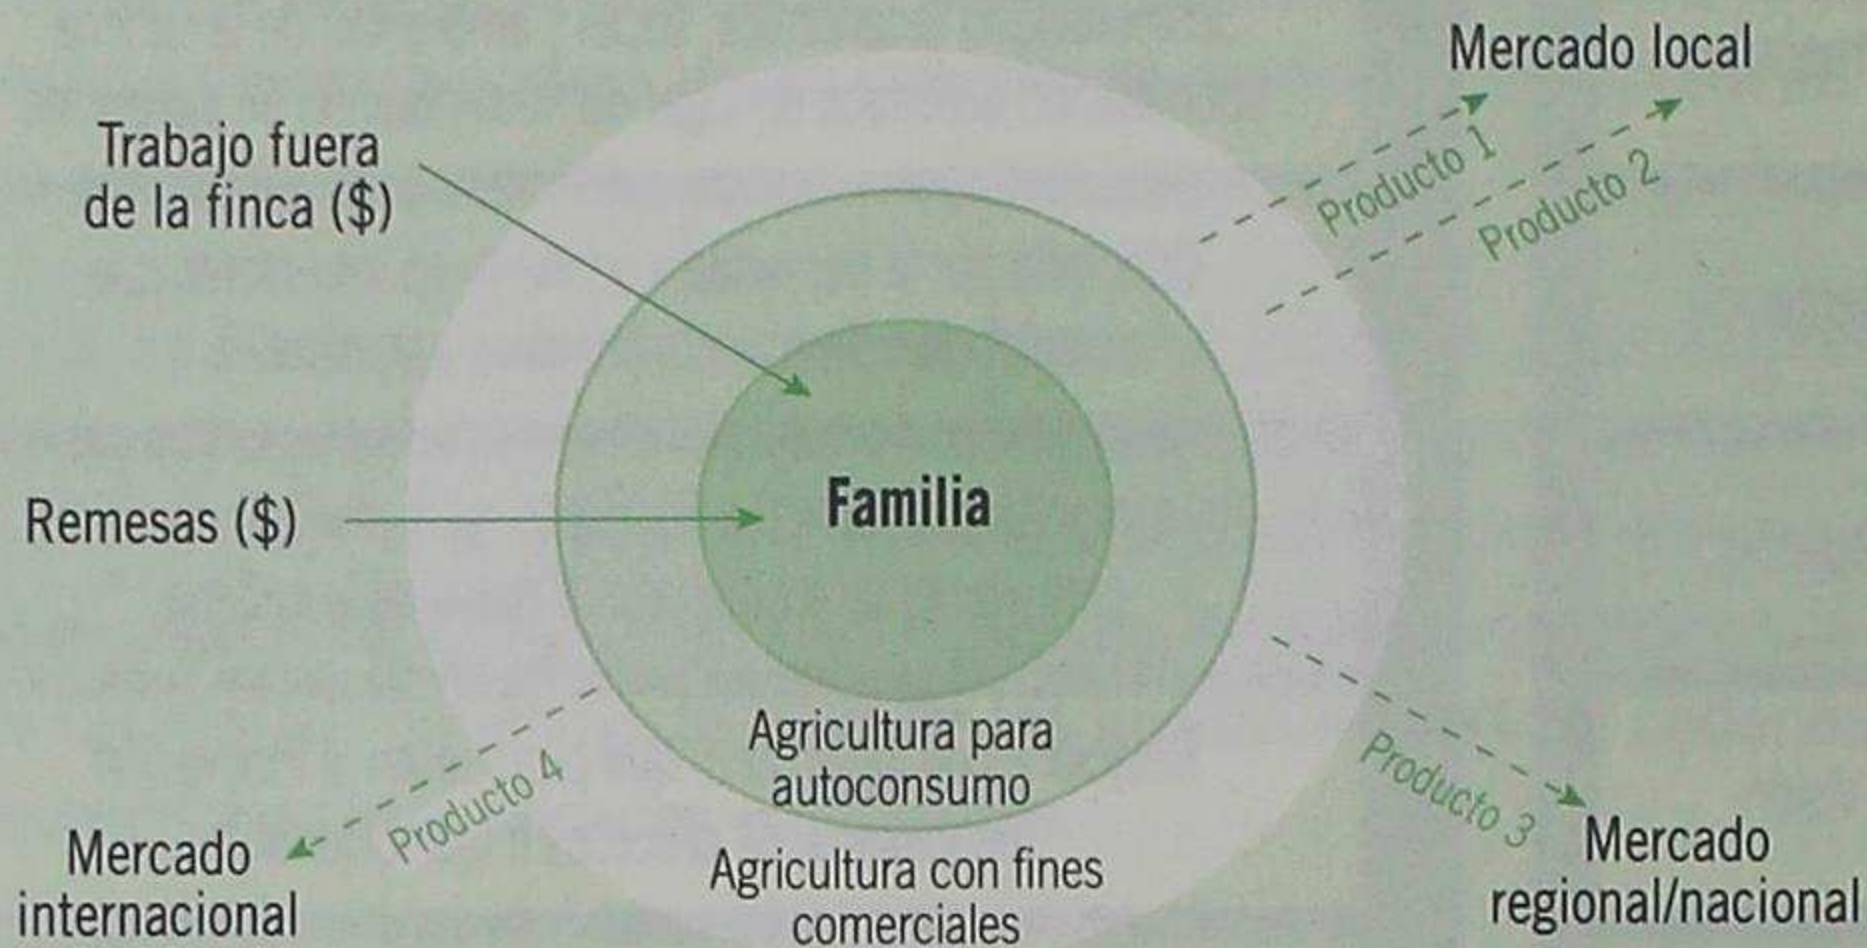 Mercado local
Trabajo fuera
de la finca ($)
Producto 1
Producto 2
Remesas ($)
Familia
Agricultura para
autoconsumo
Agricultura con fines
comerciales
Producto 4
Mercado
internacional
Producto 3
Mercado
regional/nacional